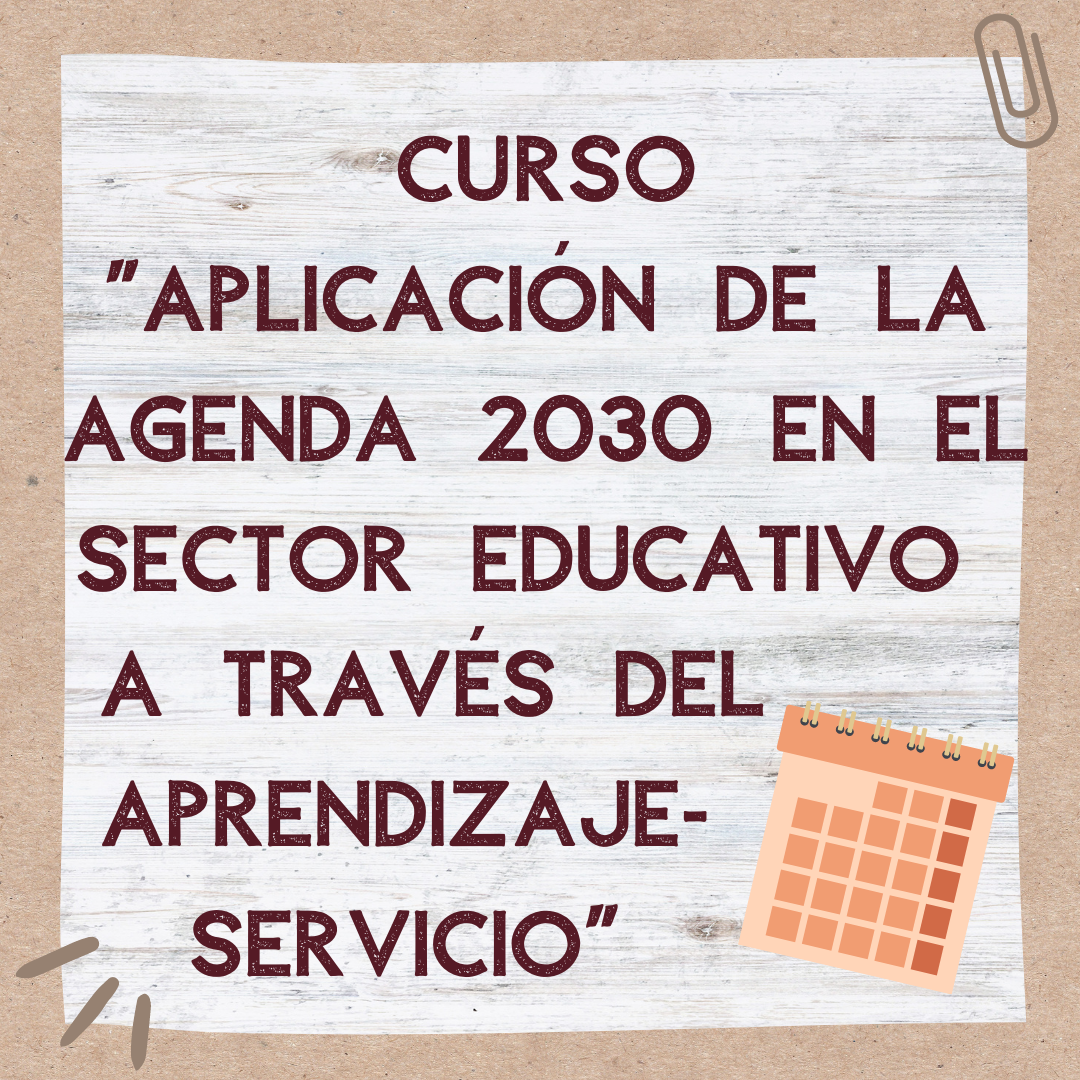 CURSO
"APLICACIÓN DE LA
AGENDA 2030 EN EL
SECTOR EDUCATIVO
A TRAVÉS DEL
APRENDIZAJE-
SERVICIO"